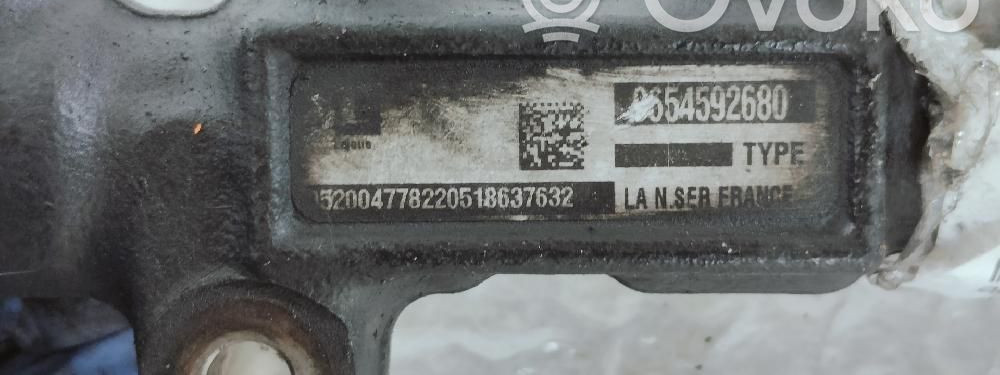 OVOKO
9654592680
TYPE
52004778220518637632
LA N.SER FRANCE